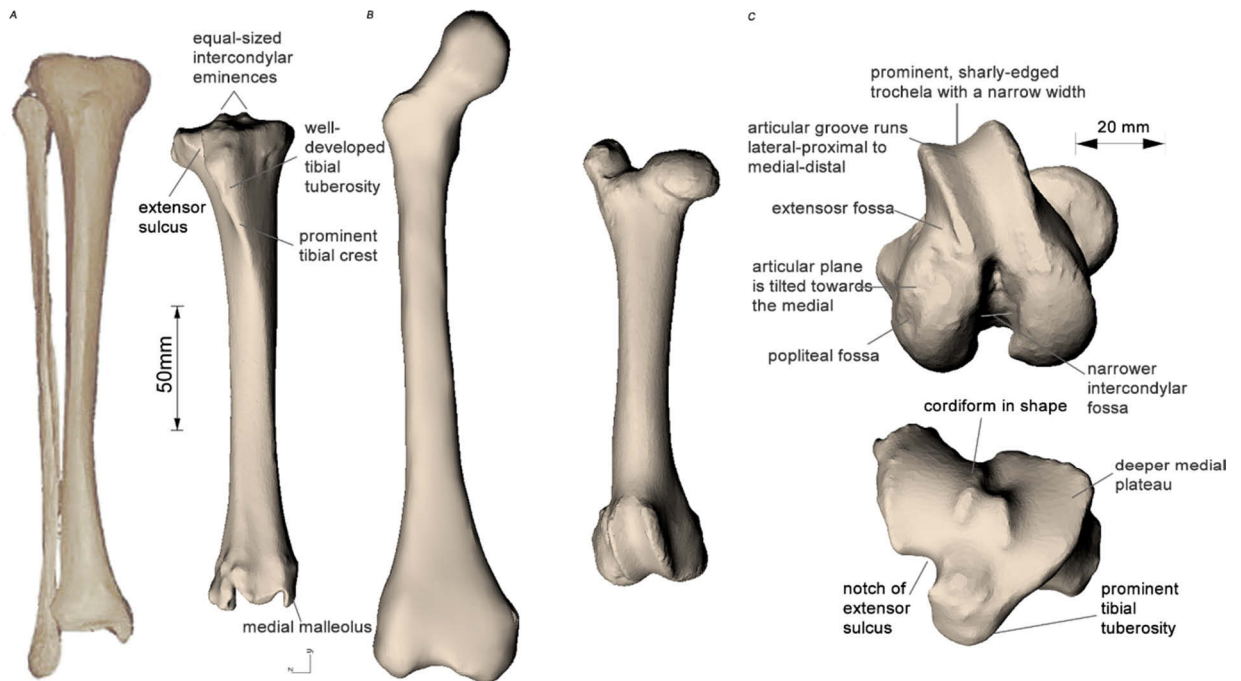 A
B
C
equal-sized
intercondylar
eminences
well-
developed
tibial
tuberosity
extensor
sulcus
prominent
tibial crest
50mm
medial malleolus
z
y
prominent, sharly-edged
trochela with a narrow width
articular groove runs
lateral-proximal to
medial-distal
20 mm
extensosr fossa
articular plane
is tilted towards
the medial
popliteal fossa
narrower
intercondylar
fossa
cordiform in shape
deeper medial
plateau
notch of
extensor
sulcus
prominent
tibial
tuberosity